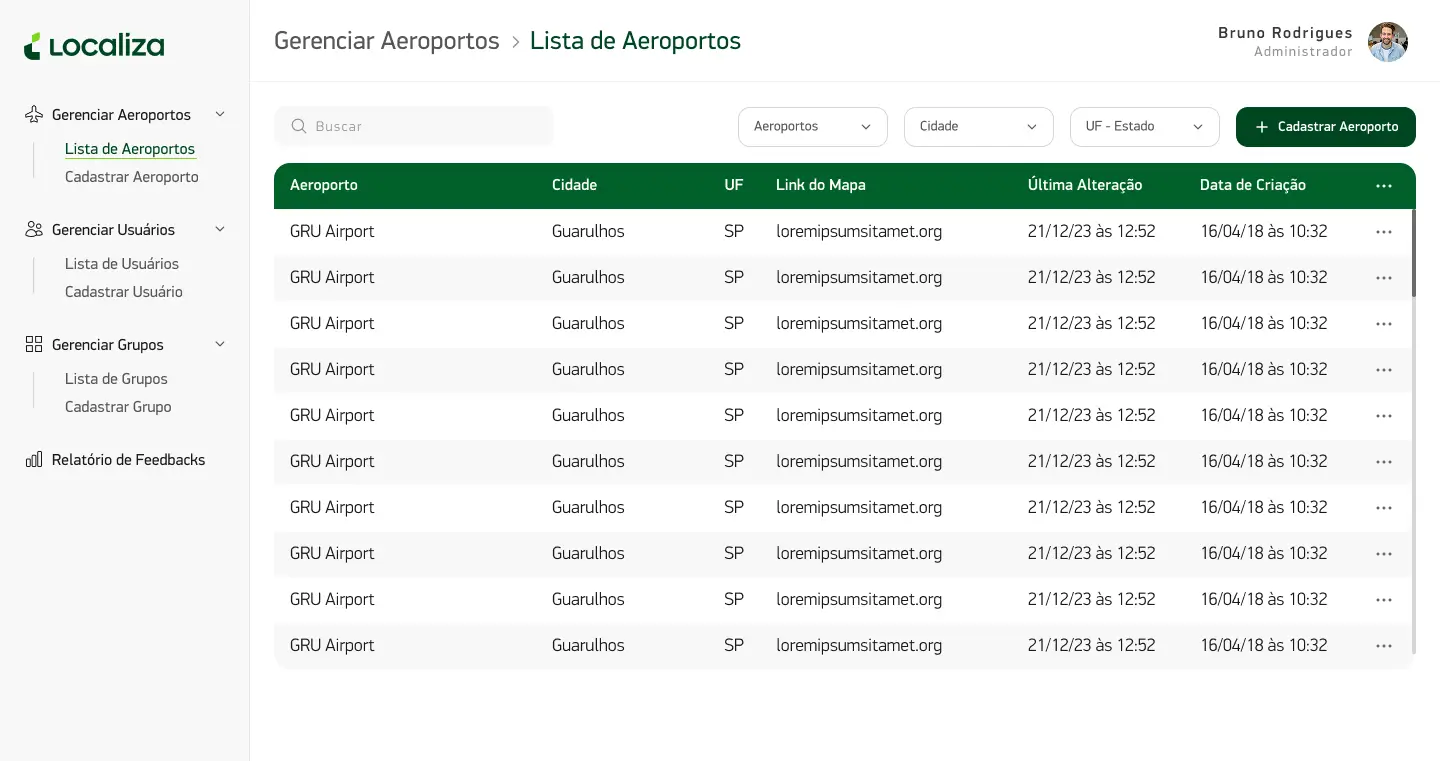 Localiza
Gerenciar Aeroportos
Lista de Aeroportos
Cadastrar Aeroporto
Gerenciar Usuários
Lista de Usuários
Cadastrar Usuário
Gerenciar Grupos
Lista de Grupos
Cadastrar Grupo
Relatório de Feedbacks
Gerenciar Aeroportos > Lista de Aeroportos
Bruno Rodrigues
Administrador
Buscar
Aeroportos
Cidade
UF - Estado
+ Cadastrar Aeroporto
Aeroporto Cidade UF Link do Mapa Última Alteração Data de Criação ...
GRU Airport Guarulhos SP loremipsumsitamet.org 21/12/23 às 12:52 16/04/18 às 10:32 ...
GRU Airport Guarulhos SP loremipsumsitamet.org 21/12/23 às 12:52 16/04/18 às 10:32 ...
GRU Airport Guarulhos SP loremipsumsitamet.org 21/12/23 às 12:52 16/04/18 às 10:32 ...
GRU Airport Guarulhos SP loremipsumsitamet.org 21/12/23 às 12:52 16/04/18 às 10:32 ...
GRU Airport Guarulhos SP loremipsumsitamet.org 21/12/23 às 12:52 16/04/18 às 10:32 ...
GRU Airport Guarulhos SP loremipsumsitamet.org 21/12/23 às 12:52 16/04/18 às 10:32 ...
GRU Airport Guarulhos SP loremipsumsitamet.org 21/12/23 às 12:52 16/04/18 às 10:32 ...
GRU Airport Guarulhos SP loremipsumsitamet.org 21/12/23 às 12:52 16/04/18 às 10:32 ...
GRU Airport Guarulhos SP loremipsumsitamet.org 21/12/23 às 12:52 16/04/18 às 10:32 ...
GRU Airport Guarulhos SP loremipsumsitamet.org 21/12/23 às 12:52 16/04/18 às 10:32 ...